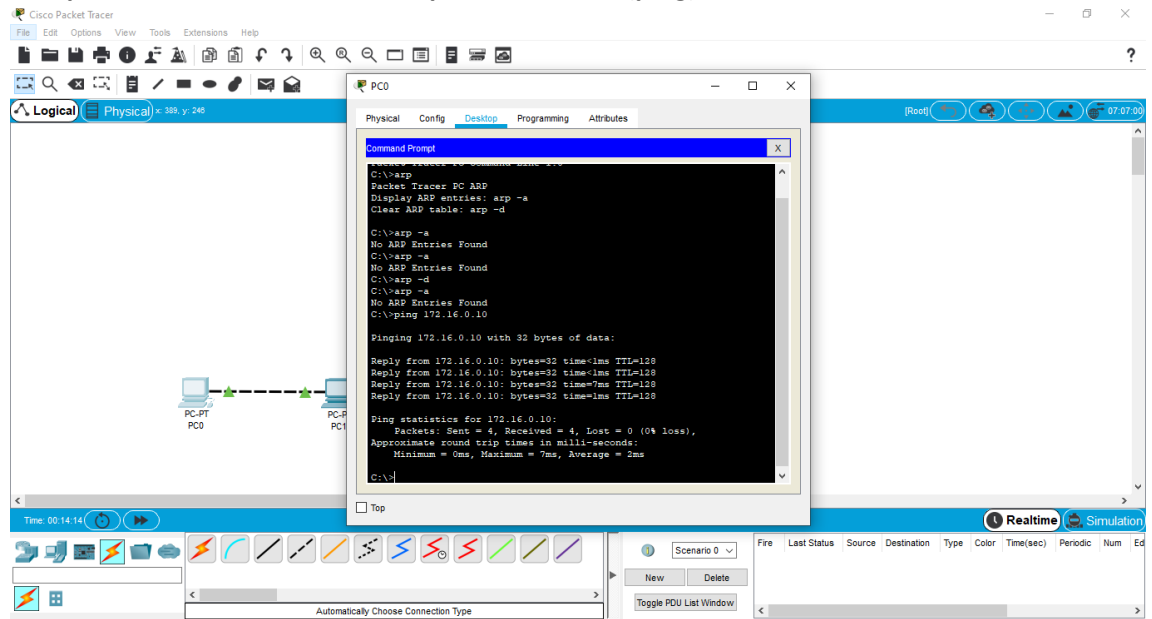 Cisco Packet Tracer
File Edit Options View Tools Extensions Help
?
Logical Physical x: 389, y: 246 [Root] 07:07:00
PC0
Physical Config Desktop Programming Attributes
Command Prompt X
C:\>arp
Packet Tracer PC ARP
Display ARP entries: arp -a
Clear ARP table: arp -d
C:\>arp -a
No ARP Entries Found
C:\>arp -a
No ARP Entries Found
C:\>arp -d
C:\>arp -a
No ARP Entries Found
C:\>ping 172.16.0.10
Pinging 172.16.0.10 with 32 bytes of data:
Reply from 172.16.0.10: bytes=32 time<1ms TTL=128
Reply from 172.16.0.10: bytes=32 time<1ms TTL=128
Reply from 172.16.0.10: bytes=32 time=7ms TTL=128
Reply from 172.16.0.10: bytes=32 time=1ms TTL=128
Ping statistics for 172.16.0.10:
Packets: Sent = 4, Received = 4, Lost = 0 (0% loss),
Approximate round trip times in milli-seconds:
Minimum = 0ms, Maximum = 7ms, Average = 2ms
C:\>
Top
PC-PT
PC0
PC-P
PC1
Time: 00:14:14 Realtime Simulation
Scenario 0
New Delete
Toggle PDU List Window
Fire Last Status Source Destination Type Color Time(sec) Periodic Num Ed
Automatically Choose Connection Type